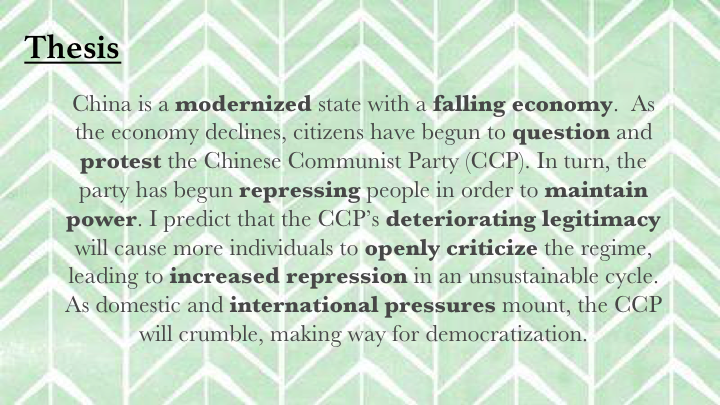 Thesis
China is a modernized state with a falling economy.  As
the economy declines, citizens have begun to question and
protest the Chinese Communist Party (CCP). In turn, the
party has begun repressing people in order to maintain
power. I predict that the CCP’s deteriorating legitimacy
will cause more individuals to openly criticize the regime,
leading to increased repression in an unsustainable cycle.
As domestic and international pressures mount, the CCP
will crumble, making way for democratization.